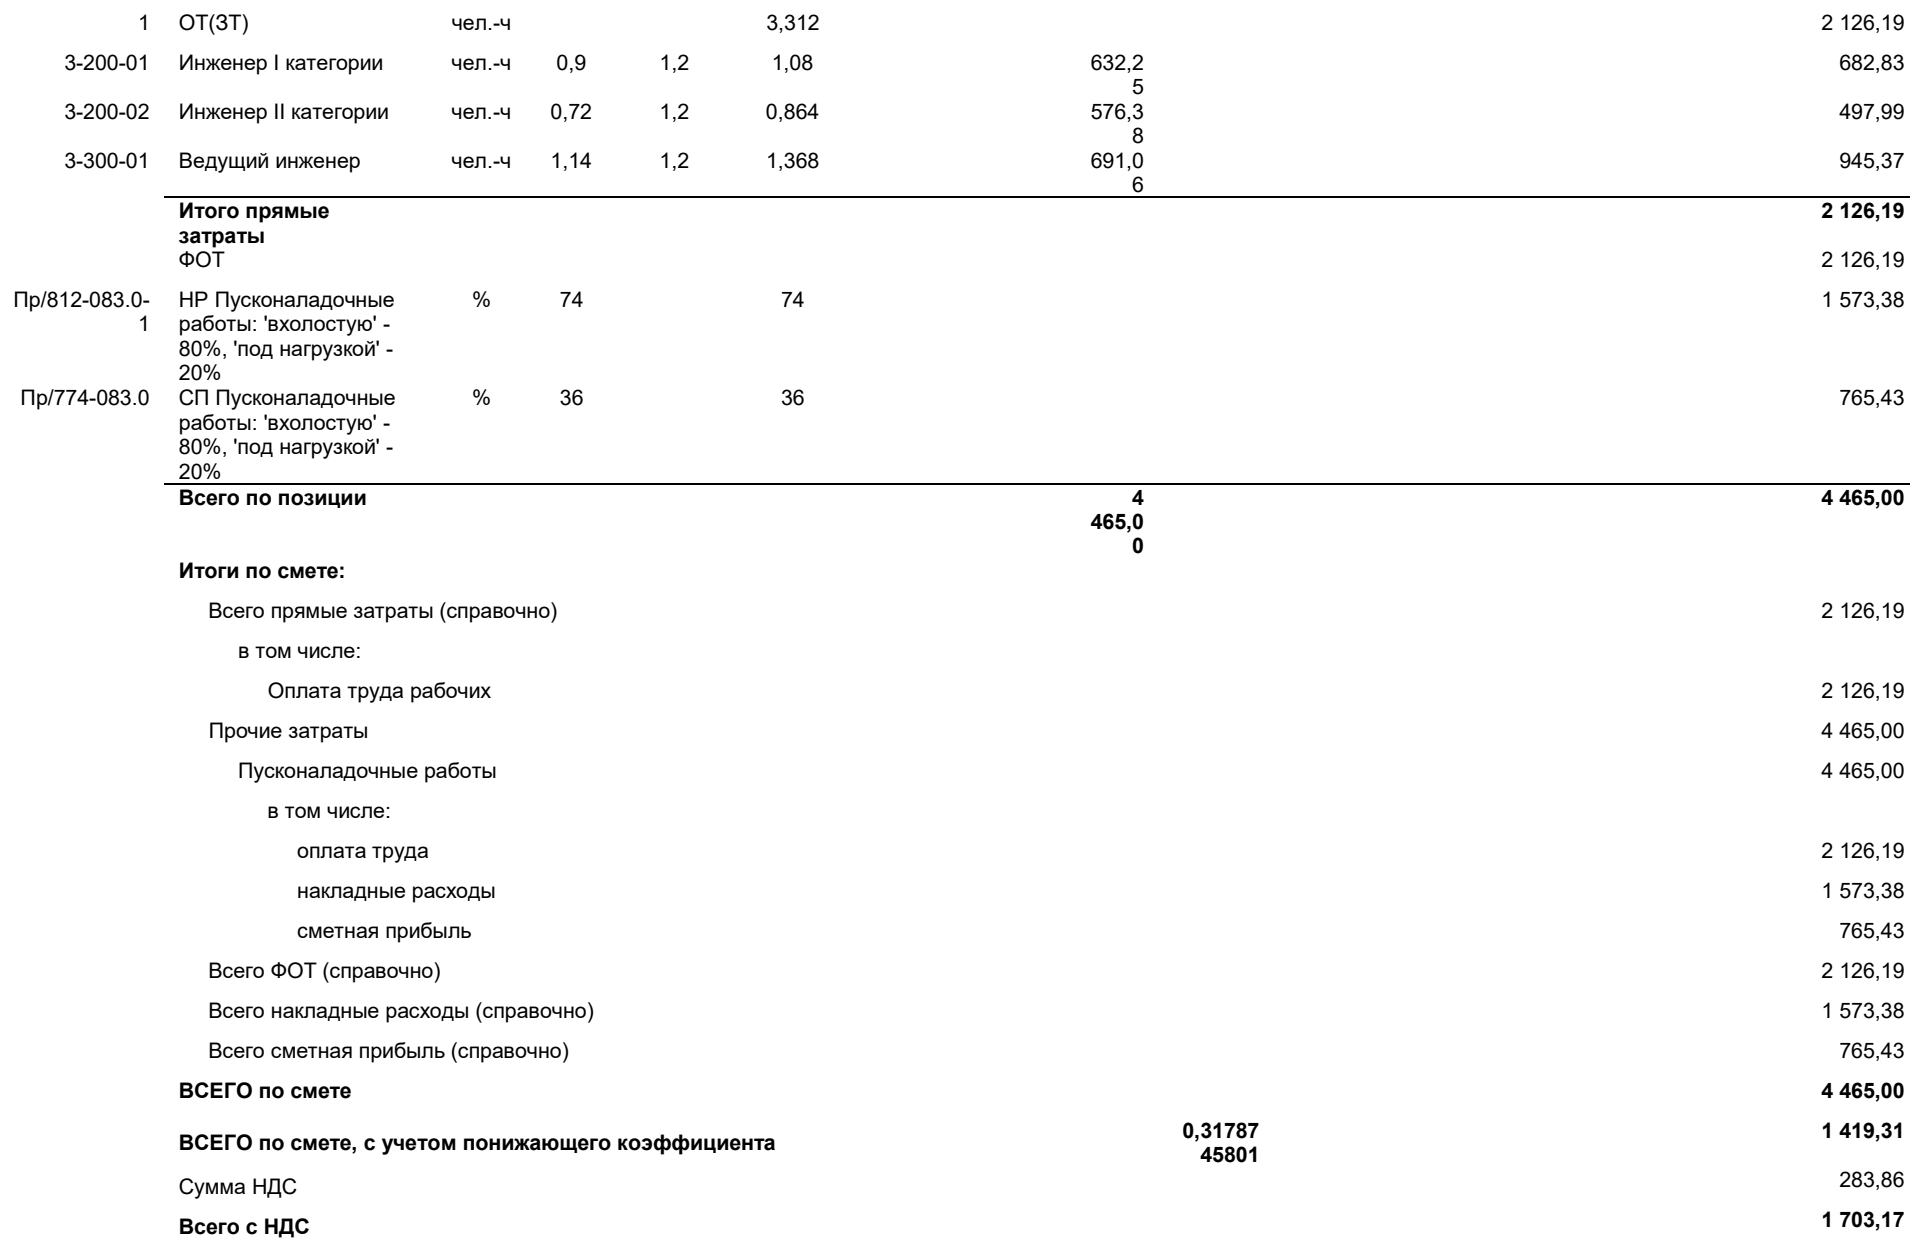 1 ОТ(ЗТ) чел.-ч 3,312 2 126,19
3-200-01 Инженер I категории чел.-ч 0,9 1,2 1,08 632,2 682,83
5
3-200-02 Инженер II категории чел.-ч 0,72 1,2 0,864 576,3 497,99
8
3-300-01 Ведущий инженер чел.-ч 1,14 1,2 1,368 691,0 945,37
6
Итого прямые 2 126,19
затраты
ФОТ 2 126,19
Пр/812-083.0- НР Пусконаладочные % 74 74 1 573,38
1 работы: 'вхолостую' -
80%, 'под нагрузкой' -
20%
Пр/774-083.0 СП Пусконаладочные % 36 36 765,43
работы: 'вхолостую' -
80%, 'под нагрузкой' -
20%
Всего по позиции 4 4 465,00
465,0
0
Итоги по смете:
Всего прямые затраты (справочно) 2 126,19
в том числе:
Оплата труда рабочих 2 126,19
Прочие затраты 4 465,00
Пусконаладочные работы 4 465,00
в том числе:
оплата труда 2 126,19
накладные расходы 1 573,38
сметная прибыль 765,43
Всего ФОТ (справочно) 2 126,19
Всего накладные расходы (справочно) 1 573,38
Всего сметная прибыль (справочно) 765,43
ВСЕГО по смете 4 465,00
ВСЕГО по смете, с учетом понижающего коэффициента 0,31787 1 419,31
45801
Сумма НДС 283,86
Всего с НДС 1 703,17